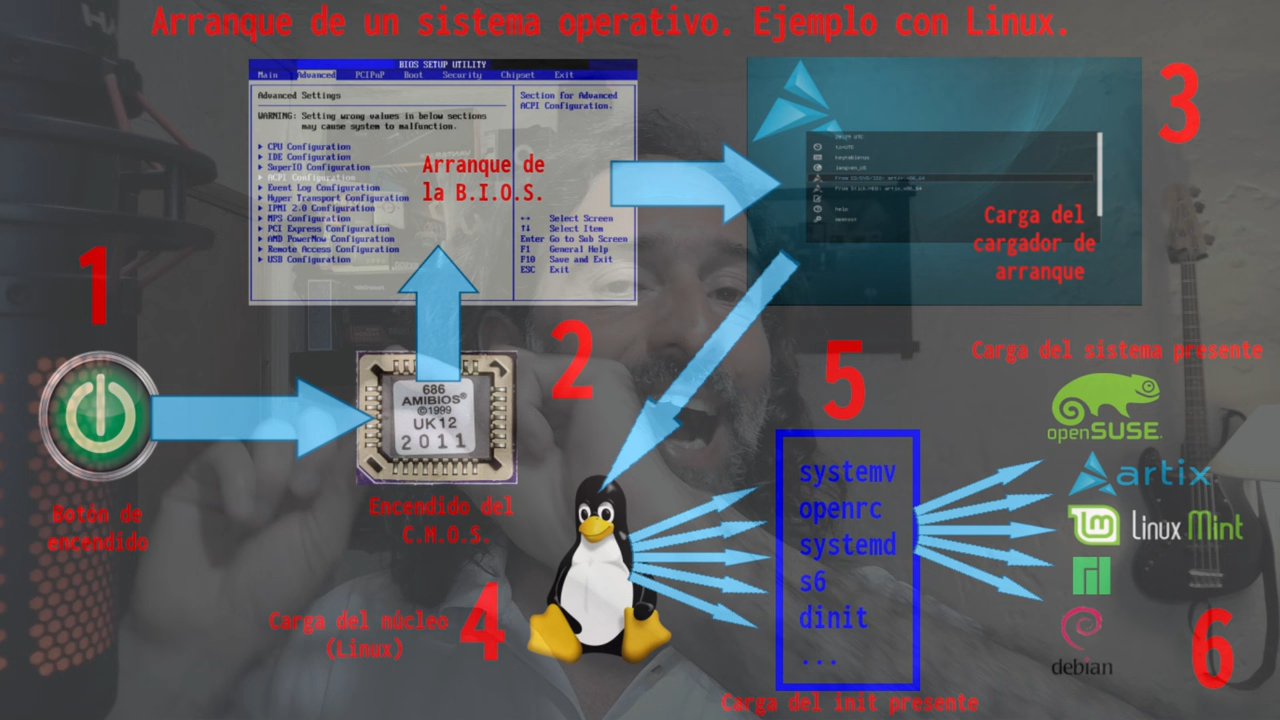 Arranque de un sistema operativo. Ejemplo con Linux.
BIOS SETUP UTILITY
Main Advanced PCIPnP Boot Security Chipset Exit
Advanced Settings
WARNING: Setting wrong values in below sections
may cause system to malfunction.
CPU Configuration
IDE Configuration
SuperIO Configuration
ACPI Configuration
Event Log Configuration
Hyper Transport Configuration
IPMI 2.0 Configuration
MPS Configuration
PCI Express Configuration
AMD PowerNow Configuration
Remote Access Configuration
USB Configuration
Section for Advanced
ACPI Configuration.
↔ Select Screen
↑↓ Select Item
Enter Go to Sub Screen
F1 General Help
F10 Save and Exit
ESC Exit
Arranque de
la B.I.O.S.
3
Carga del
cargador de
arranque
help
1
Botón de
encendido
2
686
AMIBIOS®
©1999
UK12
2011
Encendido del
C.M.O.S.
4
Carga del núcleo
(Linux)
5
systemv
openrc
systemd
s6
dinit
...
Carga del init presente
Carga del sistema presente
openSUSE
artix
Linux Mint
debian
6